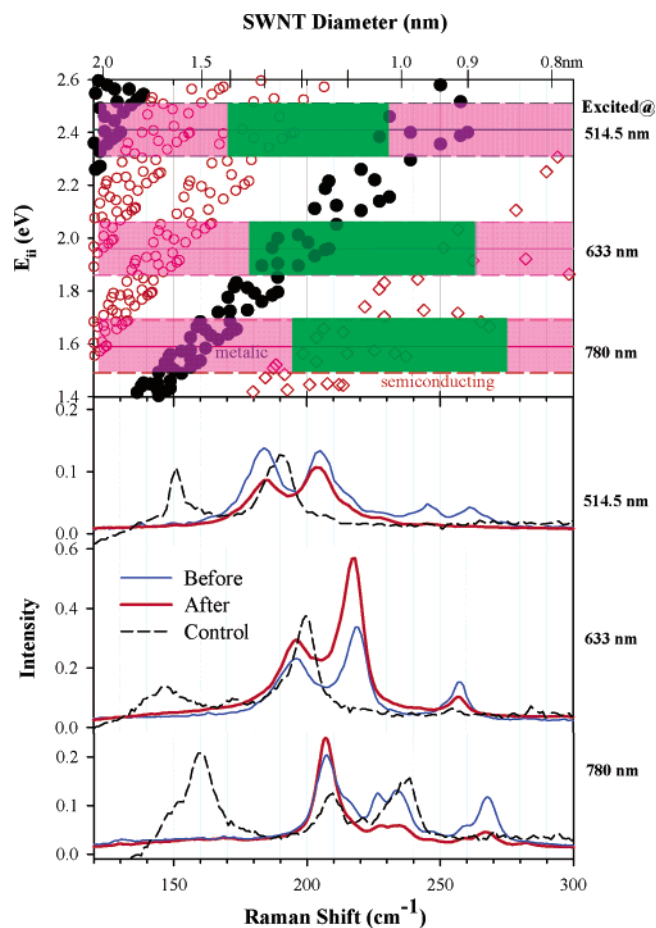 SWNT Diameter (nm)
2.0
1.5
1.0
0.9
0.8nm
2.6
2.4
2.2
2.0
1.8
1.6
1.4
E_ii (eV)
Excited@
514.5 nm
633 nm
780 nm
metalic
semiconducting
0.2
0.1
0.0
514.5 nm
0.6
0.4
0.2
0.0
Before
After
Control
633 nm
Intensity
0.2
0.1
0.0
780 nm
150
200
250
300
Raman Shift (cm⁻¹)